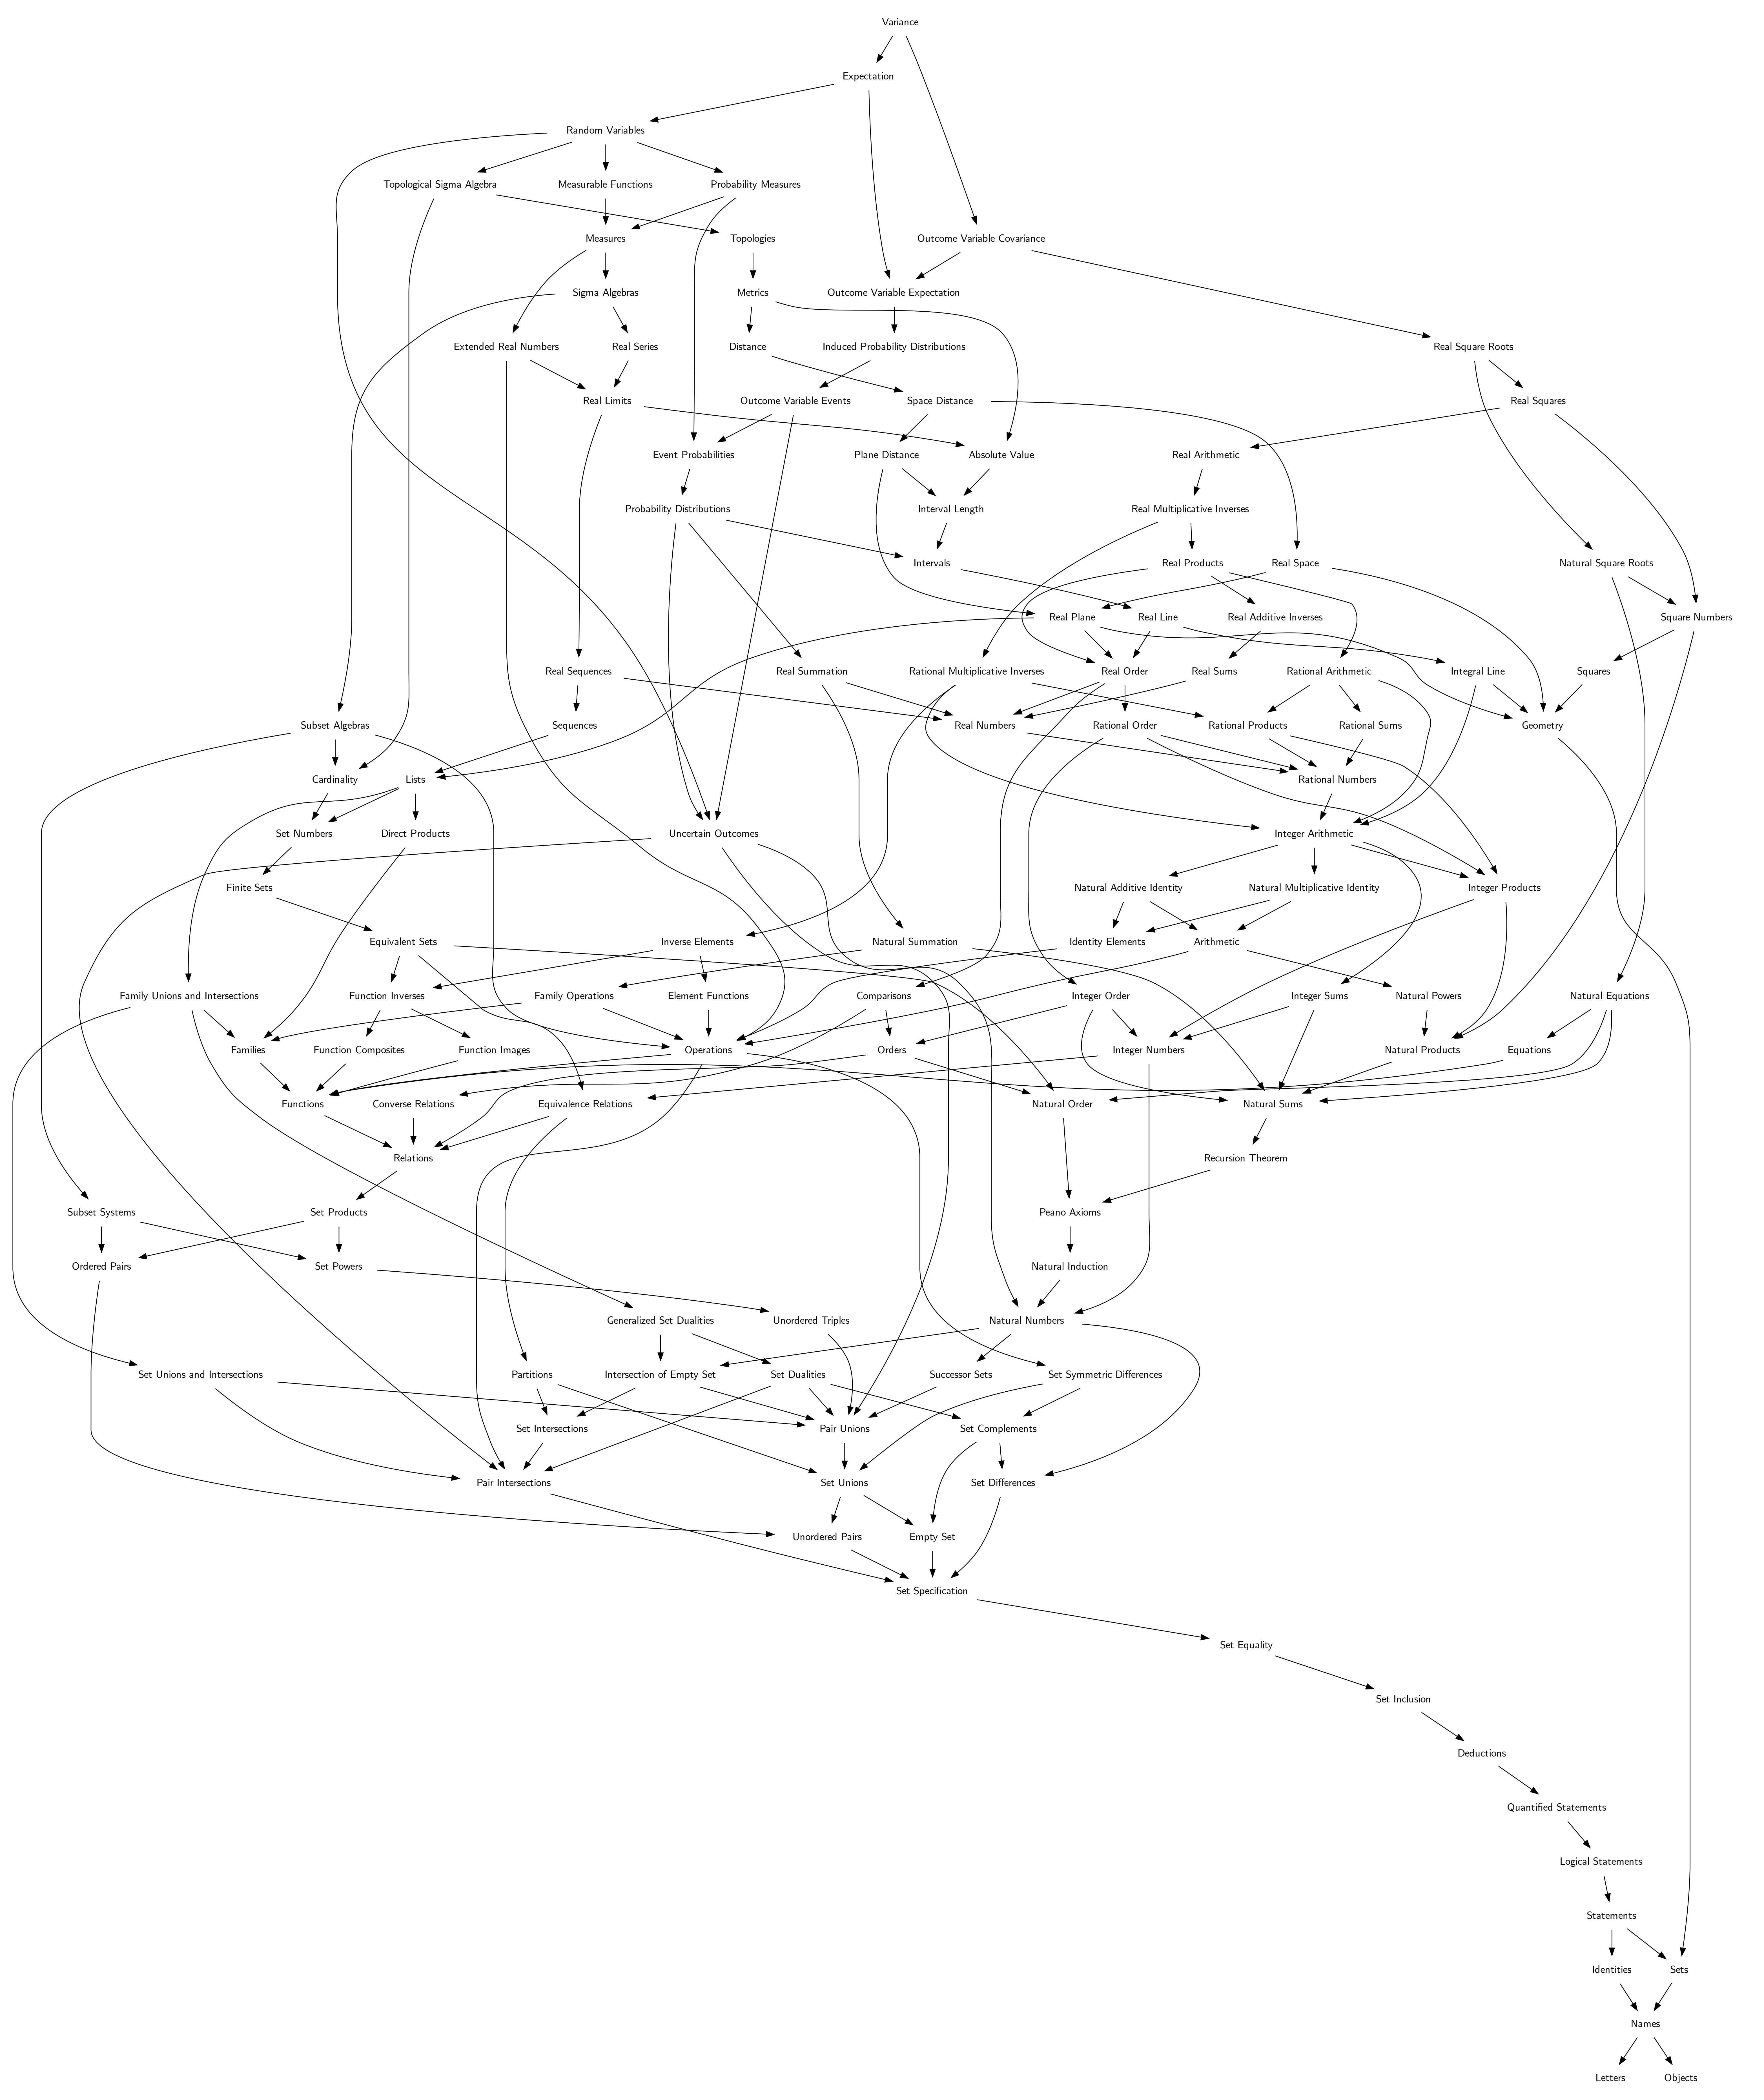 Variance
Expectation
Random Variables
Topological Sigma Algebra
Measurable Functions
Probability Measures
Measures
Topologies
Outcome Variable Covariance
Sigma Algebras
Metrics
Outcome Variable Expectation
Extended Real Numbers
Real Series
Distance
Induced Probability Distributions
Real Square Roots
Real Limits
Outcome Variable Events
Space Distance
Real Squares
Event Probabilities
Plane Distance
Absolute Value
Real Arithmetic
Probability Distributions
Interval Length
Real Multiplicative Inverses
Intervals
Real Products
Real Space
Natural Square Roots
Real Plane
Real Line
Real Additive Inverses
Square Numbers
Real Sequences
Real Summation
Rational Multiplicative Inverses
Real Order
Real Sums
Rational Arithmetic
Integral Line
Squares
Subset Algebras
Sequences
Real Numbers
Rational Order
Rational Products
Rational Sums
Geometry
Cardinality
Lists
Rational Numbers
Set Numbers
Direct Products
Uncertain Outcomes
Integer Arithmetic
Finite Sets
Natural Additive Identity
Natural Multiplicative Identity
Integer Products
Equivalent Sets
Inverse Elements
Natural Summation
Identity Elements
Arithmetic
Family Unions and Intersections
Function Inverses
Family Operations
Element Functions
Comparisons
Integer Order
Integer Sums
Natural Powers
Natural Equations
Families
Function Composites
Function Images
Operations
Orders
Integer Numbers
Natural Products
Equations
Functions
Converse Relations
Equivalence Relations
Natural Order
Natural Sums
Relations
Recursion Theorem
Subset Systems
Set Products
Peano Axioms
Ordered Pairs
Set Powers
Natural Induction
Generalized Set Dualities
Unordered Triples
Natural Numbers
Set Unions and Intersections
Partitions
Intersection of Empty Set
Set Dualities
Successor Sets
Set Symmetric Differences
Set Intersections
Pair Unions
Set Complements
Pair Intersections
Set Unions
Set Differences
Unordered Pairs
Empty Set
Set Specification
Set Equality
Set Inclusion
Deductions
Quantified Statements
Logical Statements
Statements
Identities
Sets
Names
Letters
Objects